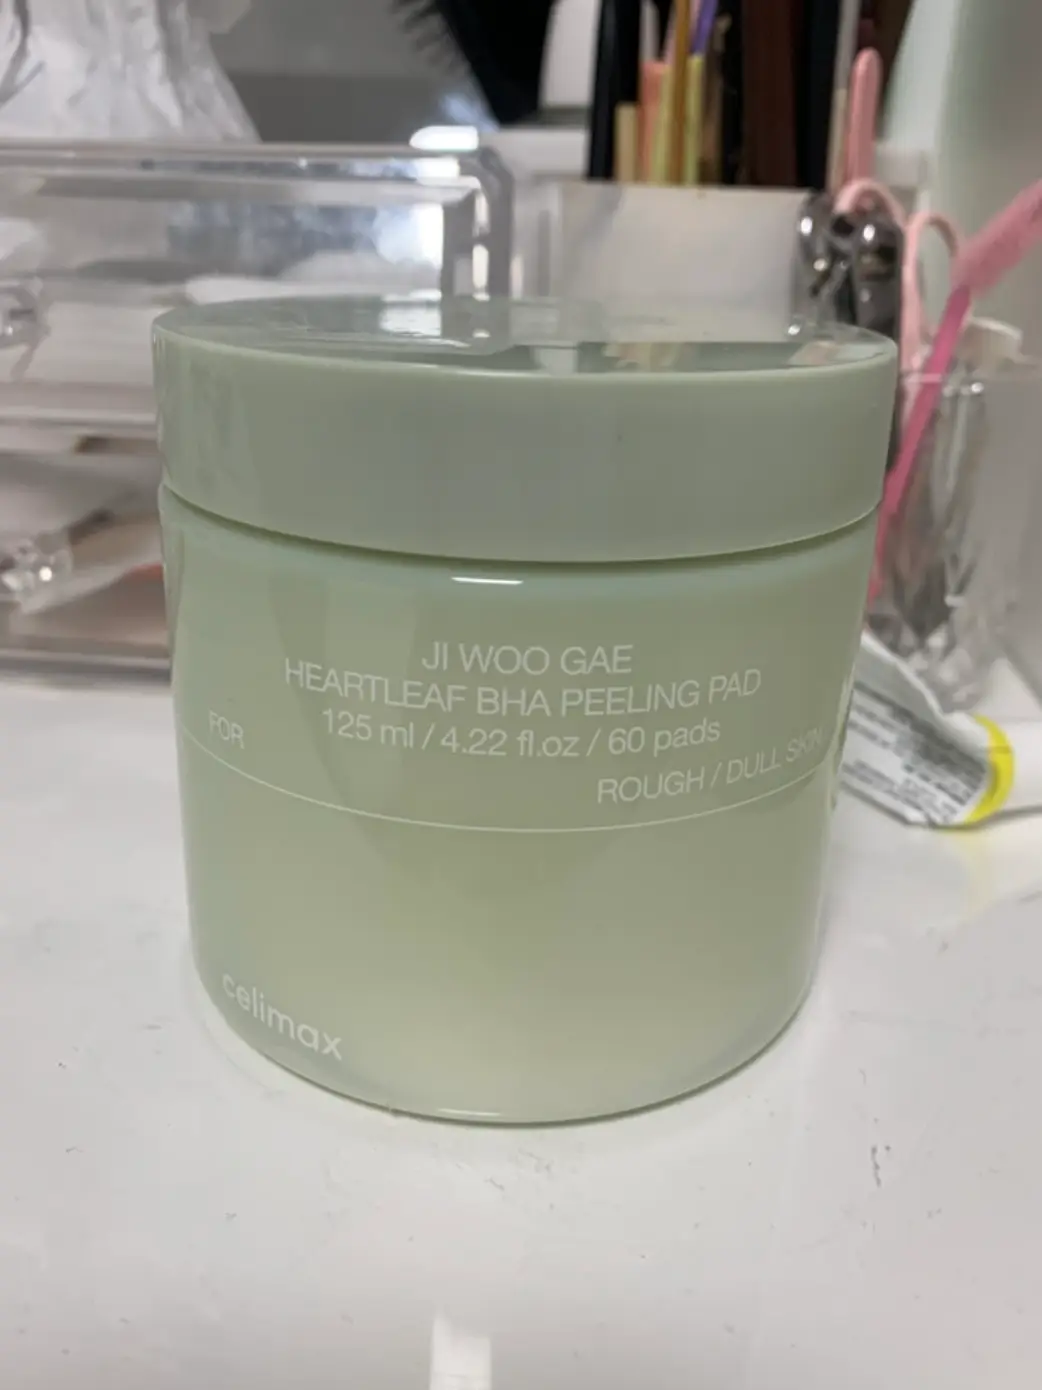 JI WOO GAE
HEARTLEAF BHA PEELING PAD
125 ml / 4.22 fl.oz / 60 pads
FOR
ROUGH / DULL SKIN
celimax